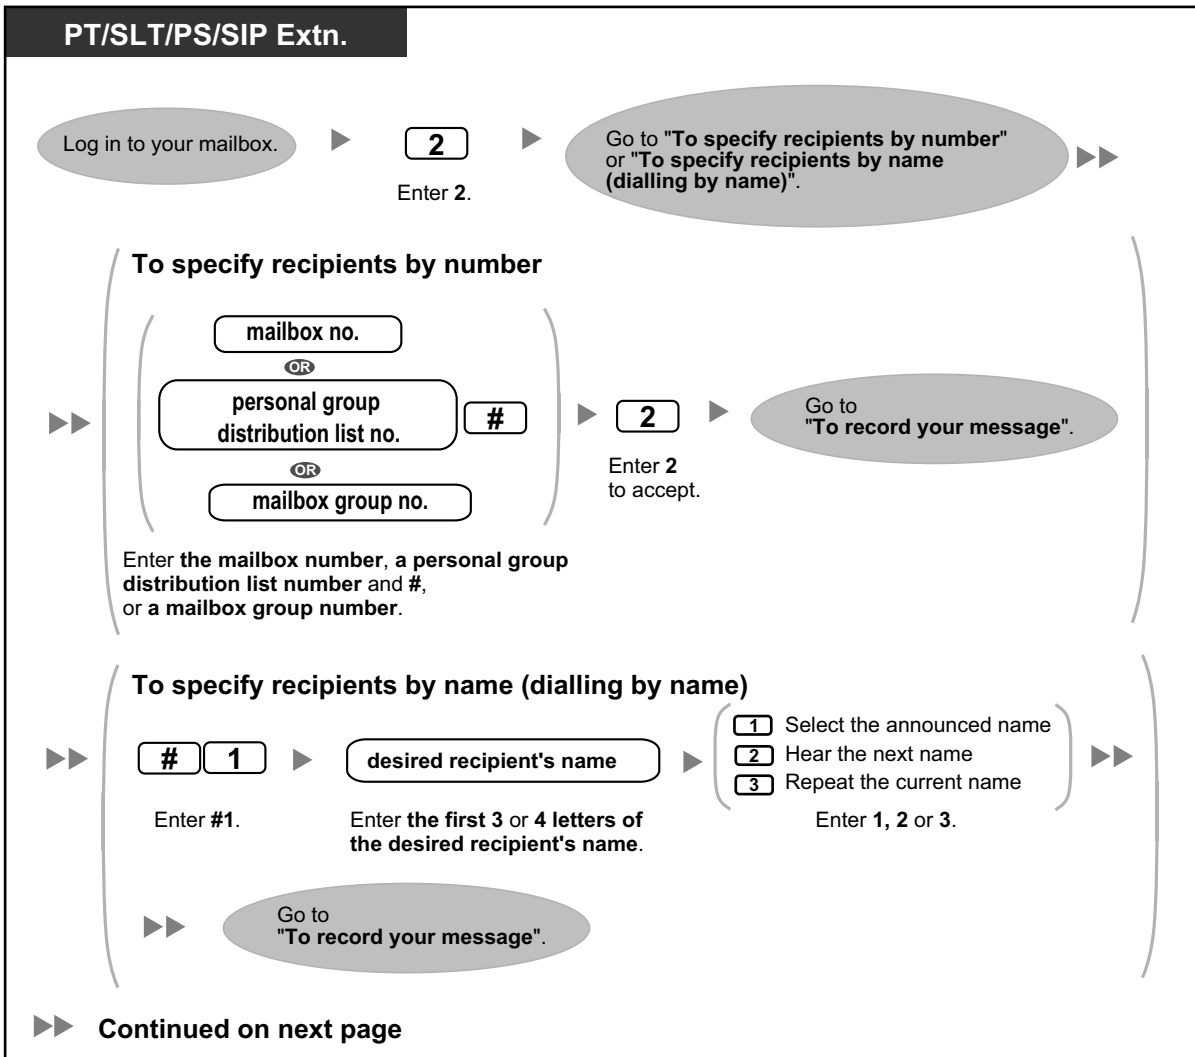 PT/SLT/PS/SIP Extn.
Log in to your mailbox.
2
Enter 2.
Go to "To specify recipients by number"
or "To specify recipients by name
(dialling by name)".
To specify recipients by number
mailbox no.
OR
personal group
distribution list no.
#
OR
mailbox group no.
Enter the mailbox number, a personal group
distribution list number and #,
or a mailbox group number.
2
Enter 2
to accept.
Go to
"To record your message".
To specify recipients by name (dialling by name)
# 1
Enter #1.
desired recipient's name
Enter the first 3 or 4 letters of
the desired recipient's name.
1 Select the announced name
2 Hear the next name
3 Repeat the current name
Enter 1, 2 or 3.
Go to
"To record your message".
Continued on next page